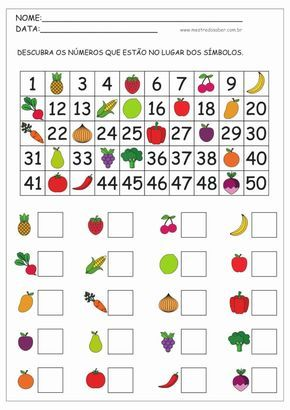 NOME:
DATA:
www.mestredosaber.com.br
DESCUBRA OS NÚMEROS QUE ESTÃO NO LUGAR DOS SÍMBOLOS.
1 3 4 6 7 9
12 13 16 17 18 20
22 24 25 27 29 30
31 33 36 37 38 40
41 44 45 46 47 48 50